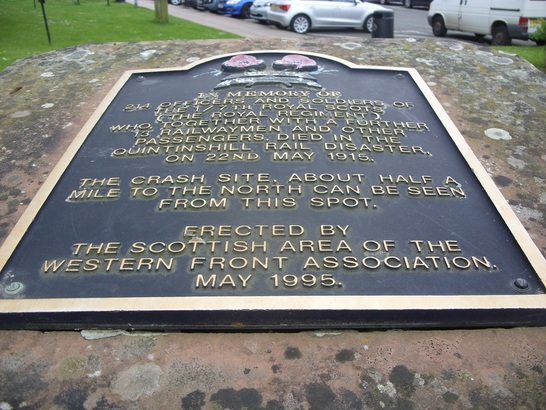 IN MEMORY OF
214 OFFICERS AND SOLDIERS OF
THE 1/7TH ROYAL SCOTS
(THE ROYAL REGIMENT)
WHO TOGETHER WITH OTHER
RAILWAYMEN AND OTHER
PASSENGERS, DIED IN THE
QUINTINSHILL RAIL DISASTER,
ON 22ND MAY 1915.
THE CRASH SITE, ABOUT HALF A
MILE TO THE NORTH CAN BE SEEN
FROM THIS SPOT.
ERECTED BY
THE SCOTTISH AREA OF THE
WESTERN FRONT ASSOCIATION.
MAY 1995.